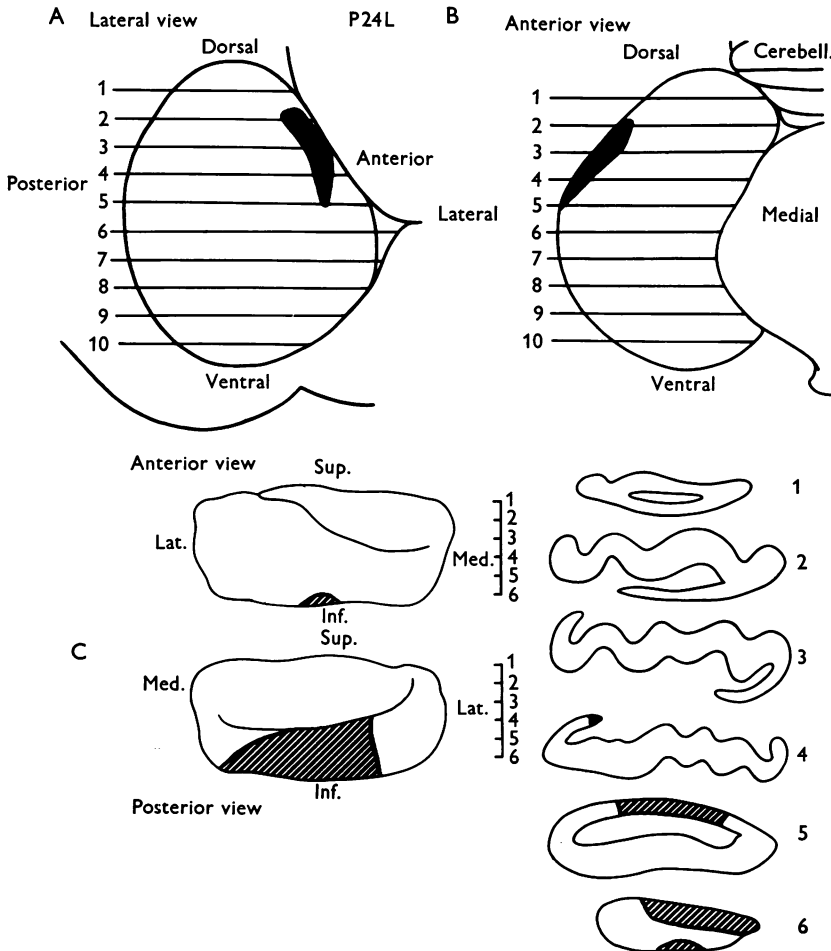 A Lateral view P24L
Dorsal
1
2
3
4
5
6
7
8
9
10
Posterior
Anterior
Ventral
B Anterior view
Dorsal
Cerebell.
1
2
3
4
5
6
7
8
9
10
Lateral
Medial
Ventral
C
Anterior view
Sup.
Lat.
Med.
1
2
3
4
5
6
Inf.
Sup.
Med.
Lat.
1
2
3
4
5
6
Inf.
Posterior view
1
2
3
4
5
6